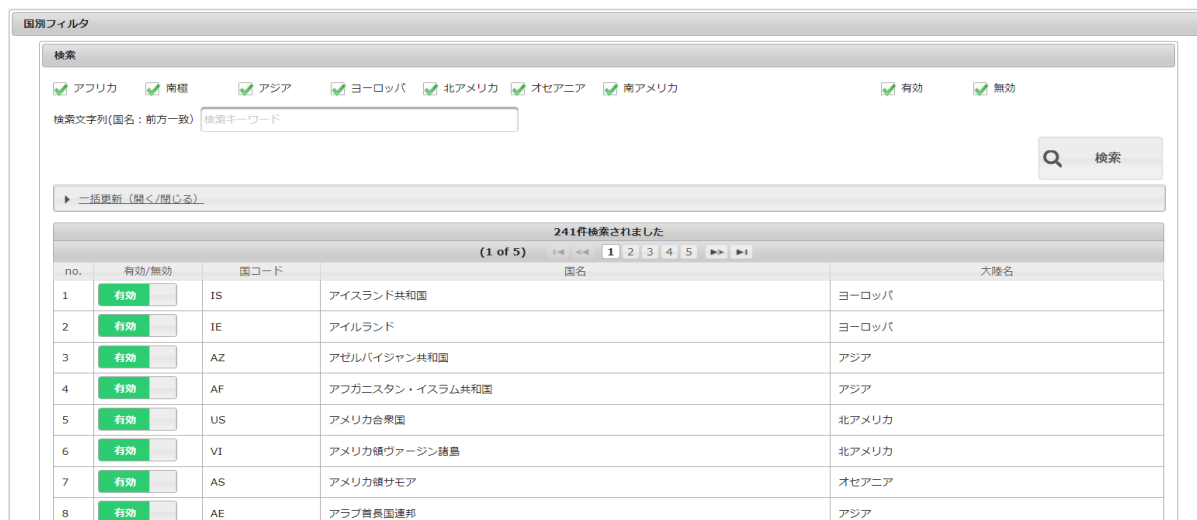 国別フィルタ
検索
アフリカ 南極 アジア ヨーロッパ 北アメリカ オセアニア 南アメリカ 有効 無効
検索文字列(国名：前方一致) 検索キーワード
検索
一括更新（開く/閉じる）
241件検索されました
(1 of 5) 1 2 3 4 5
no. 有効/無効 国コード 国名 大陸名
1 有効 IS アイスランド共和国 ヨーロッパ
2 有効 IE アイルランド ヨーロッパ
3 有効 AZ アゼルバイジャン共和国 アジア
4 有効 AF アフガニスタン・イスラム共和国 アジア
5 有効 US アメリカ合衆国 北アメリカ
6 有効 VI アメリカ領ヴァージン諸島 北アメリカ
7 有効 AS アメリカ領サモア オセアニア
8 有効 AE アラブ首長国連邦 アジア